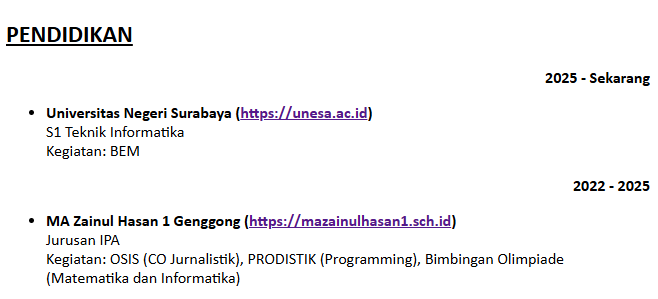 PENDIDIKAN
2025 - Sekarang
• Universitas Negeri Surabaya (https://unesa.ac.id)
S1 Teknik Informatika
Kegiatan: BEM
2022 - 2025
• MA Zainul Hasan 1 Genggong (https://mazainulhasan1.sch.id)
Jurusan IPA
Kegiatan: OSIS (CO Jurnalistik), PRODISTIK (Programming), Bimbingan Olimpiade
(Matematika dan Informatika)